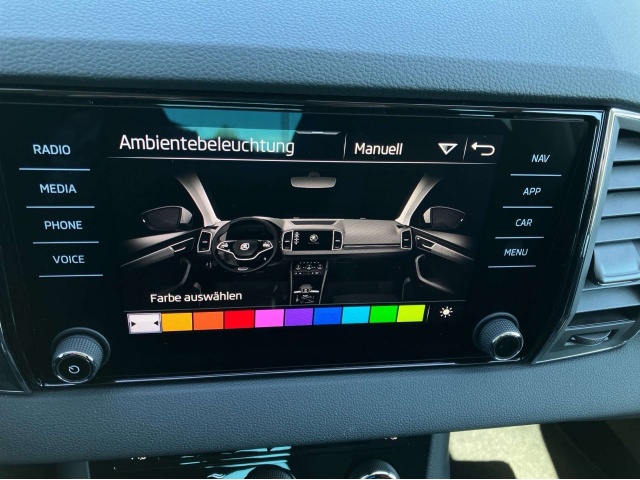 RADIO
MEDIA
PHONE
VOICE
Ambientebeleuchtung
Manuell
Farbe auswählen
NAV
APP
CAR
MENU